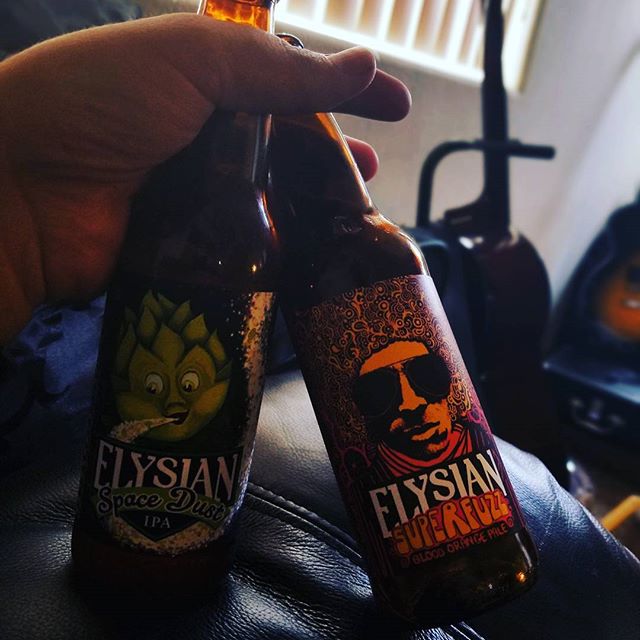 ELYSIAN
Space Dust
IPA
ELYSIAN
SUPERFUZZ
BLOOD ORANGE PALE